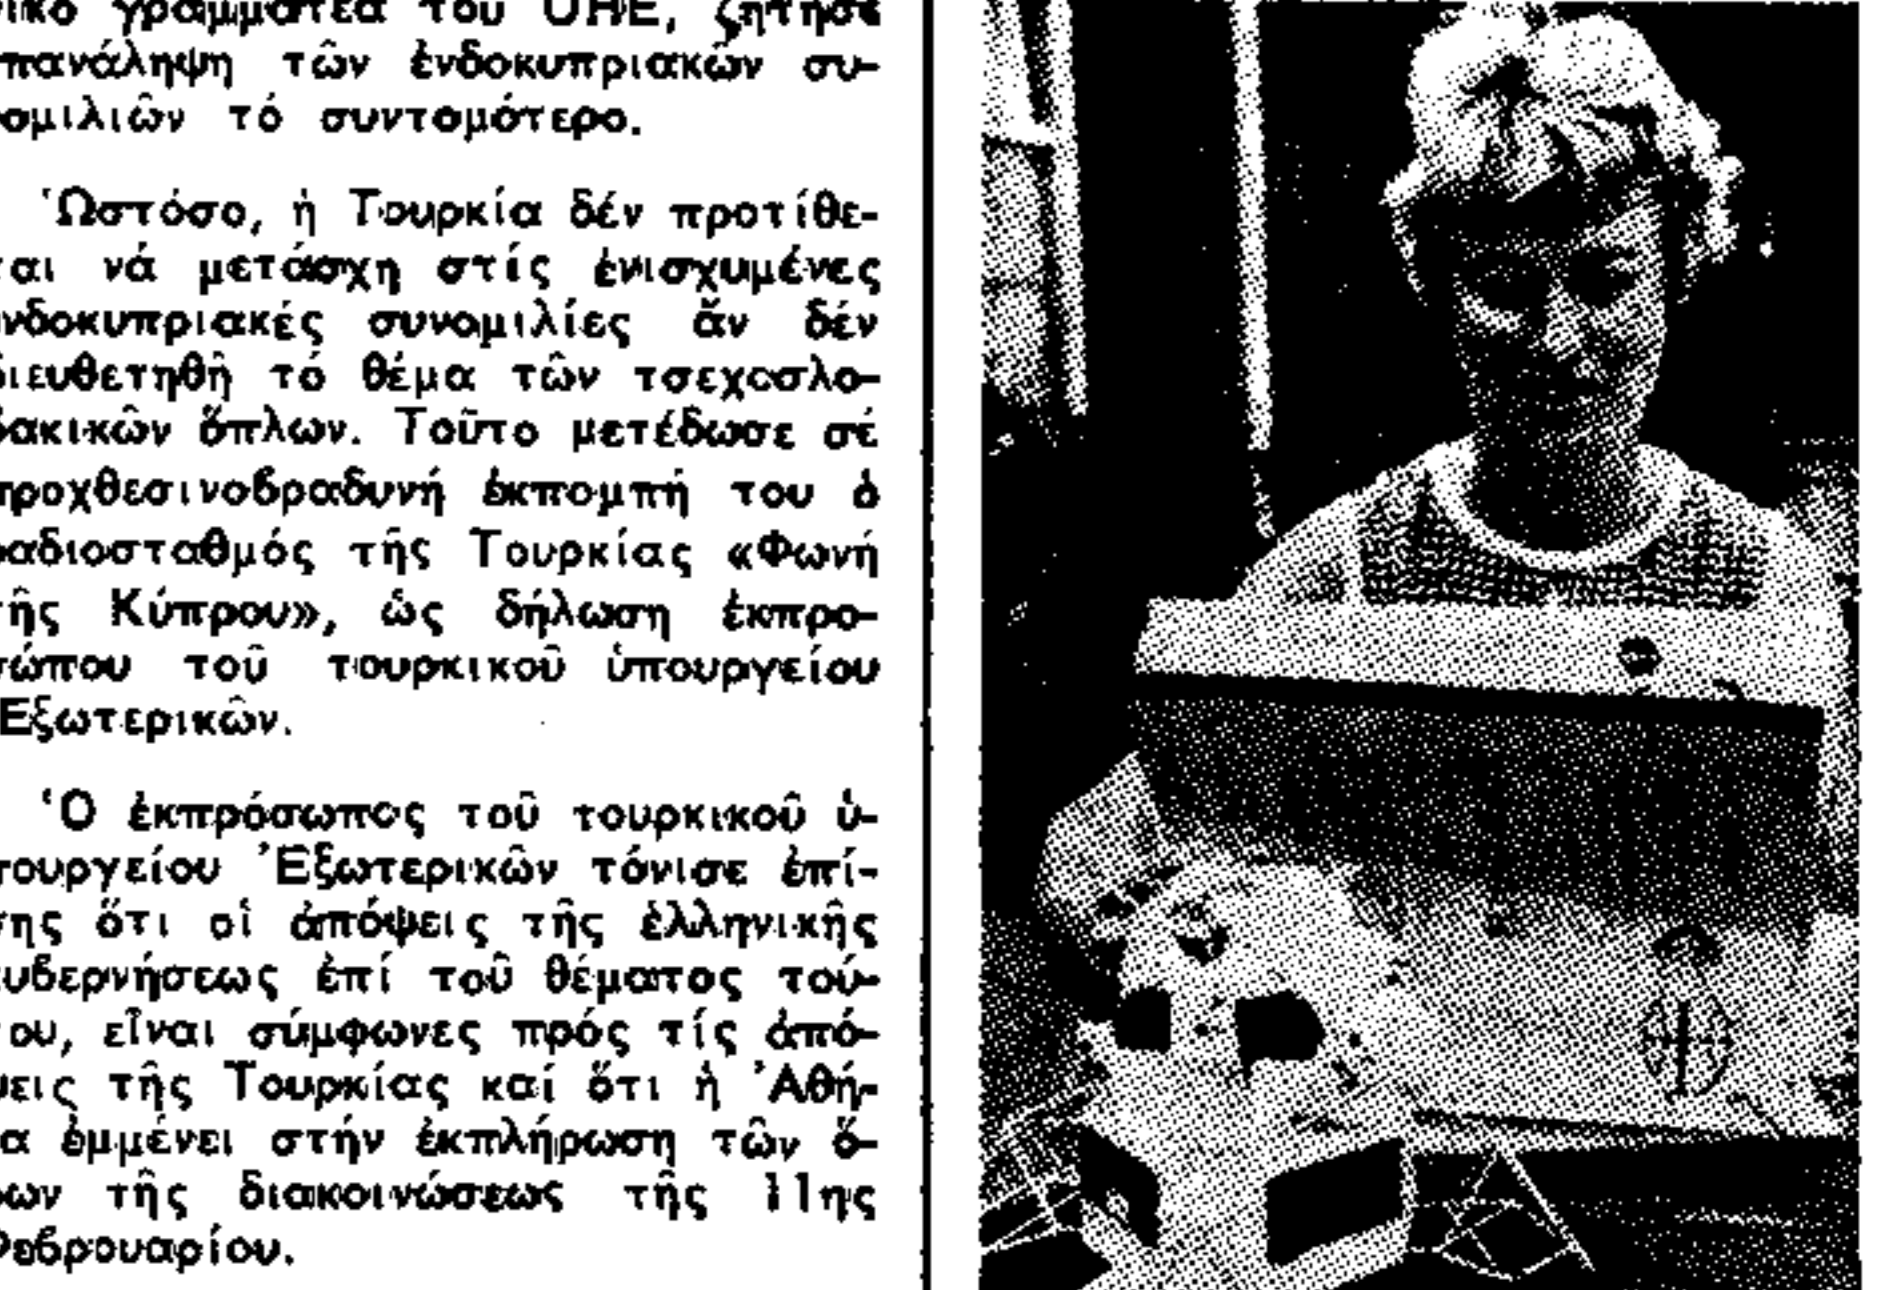 νικό γραμματέα τοῦ ΟΗΕ, ζήτησε
πανάληψη τῶν ἐνδοκυπριακῶν συ-
ομιλιῶν τό συντομότερο.
Ὡστόσο, ἡ Τουρκία δέν προτίθε-
ται νά μετάσχη στίς ἐνισχυμένες
νδοκυπριακές συνομιλίες ἄν δέν
διευθετηθῆ τό θέμα τῶν τσεχοσλο-
βακικῶν ὅπλων. Τοῦτο μετέδωσε σέ
προχθεσινοβραδυνή ἐκπομπή του ὁ
ραδιοσταθμός τῆς Τουρκίας «Φωνή
τῆς Κύπρου», ὡς δήλωση ἐκπρο-
σώπου τοῦ τουρκικοῦ ὑπουργείου
Ἐξωτερικῶν.
Ὁ ἐκπρόσωπος τοῦ τουρκικοῦ ὑ-
πουργείου Ἐξωτερικῶν τόνισε ἐπί-
σης ὅτι οἱ ἀπόψεις τῆς ἑλληνικῆς
κυβερνήσεως ἐπί τοῦ θέματος τού-
του, εἶναι σύμφωνες πρός τίς ἀπό-
ψεις τῆς Τουρκίας καί ὅτι ἡ Ἀθή-
να ἐμμένει στήν ἐκπλήρωση τῶν ὅ-
ρων τῆς διακοινώσεως τῆς 11ης
Φεβρουαρίου.